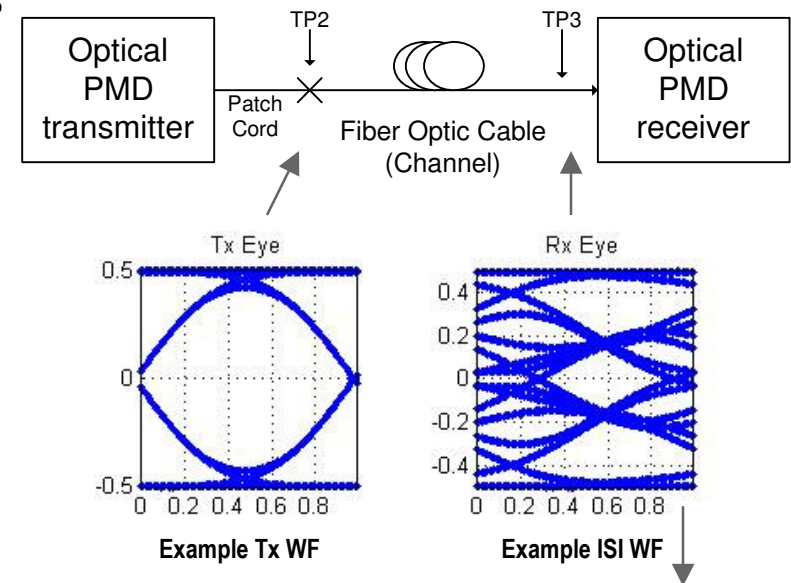 TP2
TP3
Optical
PMD
transmitter
Patch
Cord
Fiber Optic Cable
(Channel)
Optical
PMD
receiver
Tx Eye
0.5
0
-0.5
0 0.2 0.4 0.6 0.8
Example Tx WF
Rx Eye
0.4
0.2
0
-0.2
-0.4
0 0.2 0.4 0.6 0.8
Example ISI WF